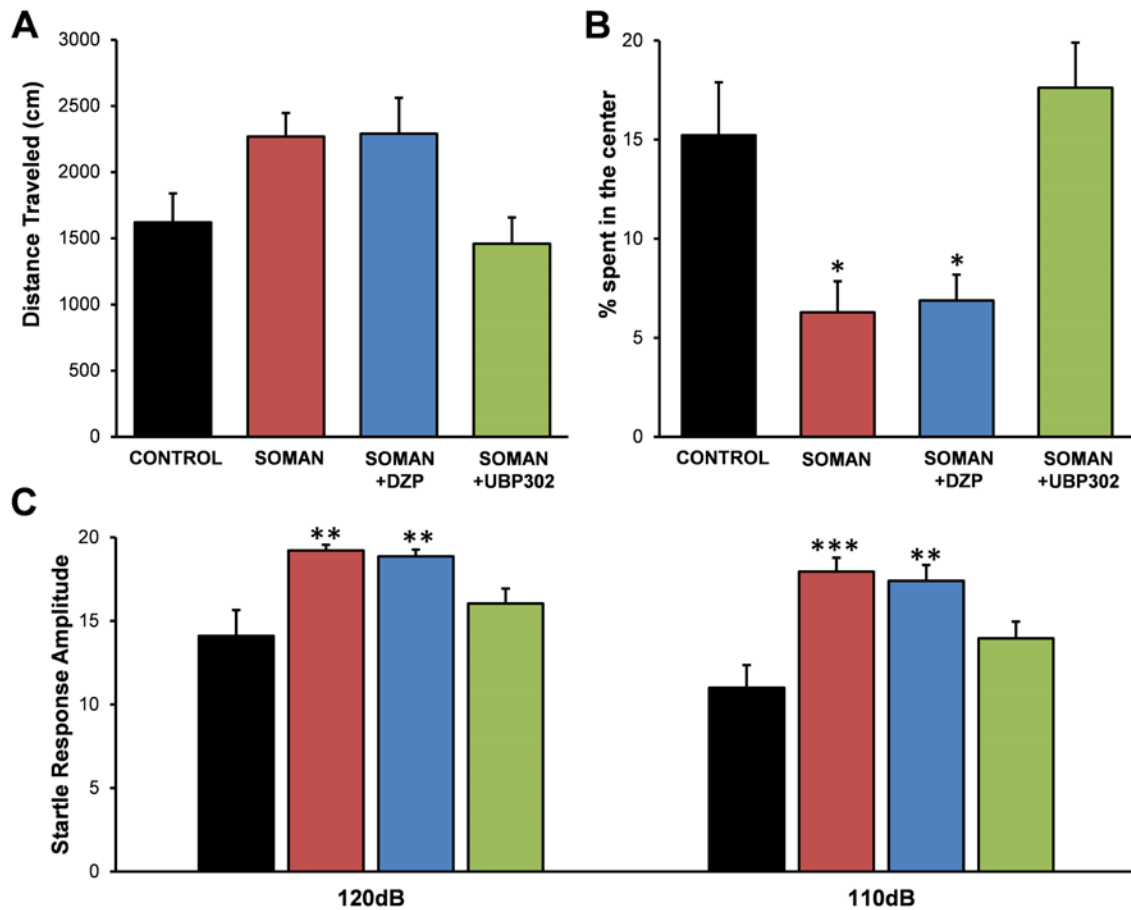 A
Distance Traveled (cm)
3000
2500
2000
1500
1000
500
0
CONTROL
SOMAN
SOMAN
+DZP
SOMAN
+UBP302
B
% spent in the center
20
15
10
5
0
*
*
CONTROL
SOMAN
SOMAN
+DZP
SOMAN
+UBP302
C
Startle Response Amplitude
20
15
10
5
0
**
**
***
**
120dB
110dB